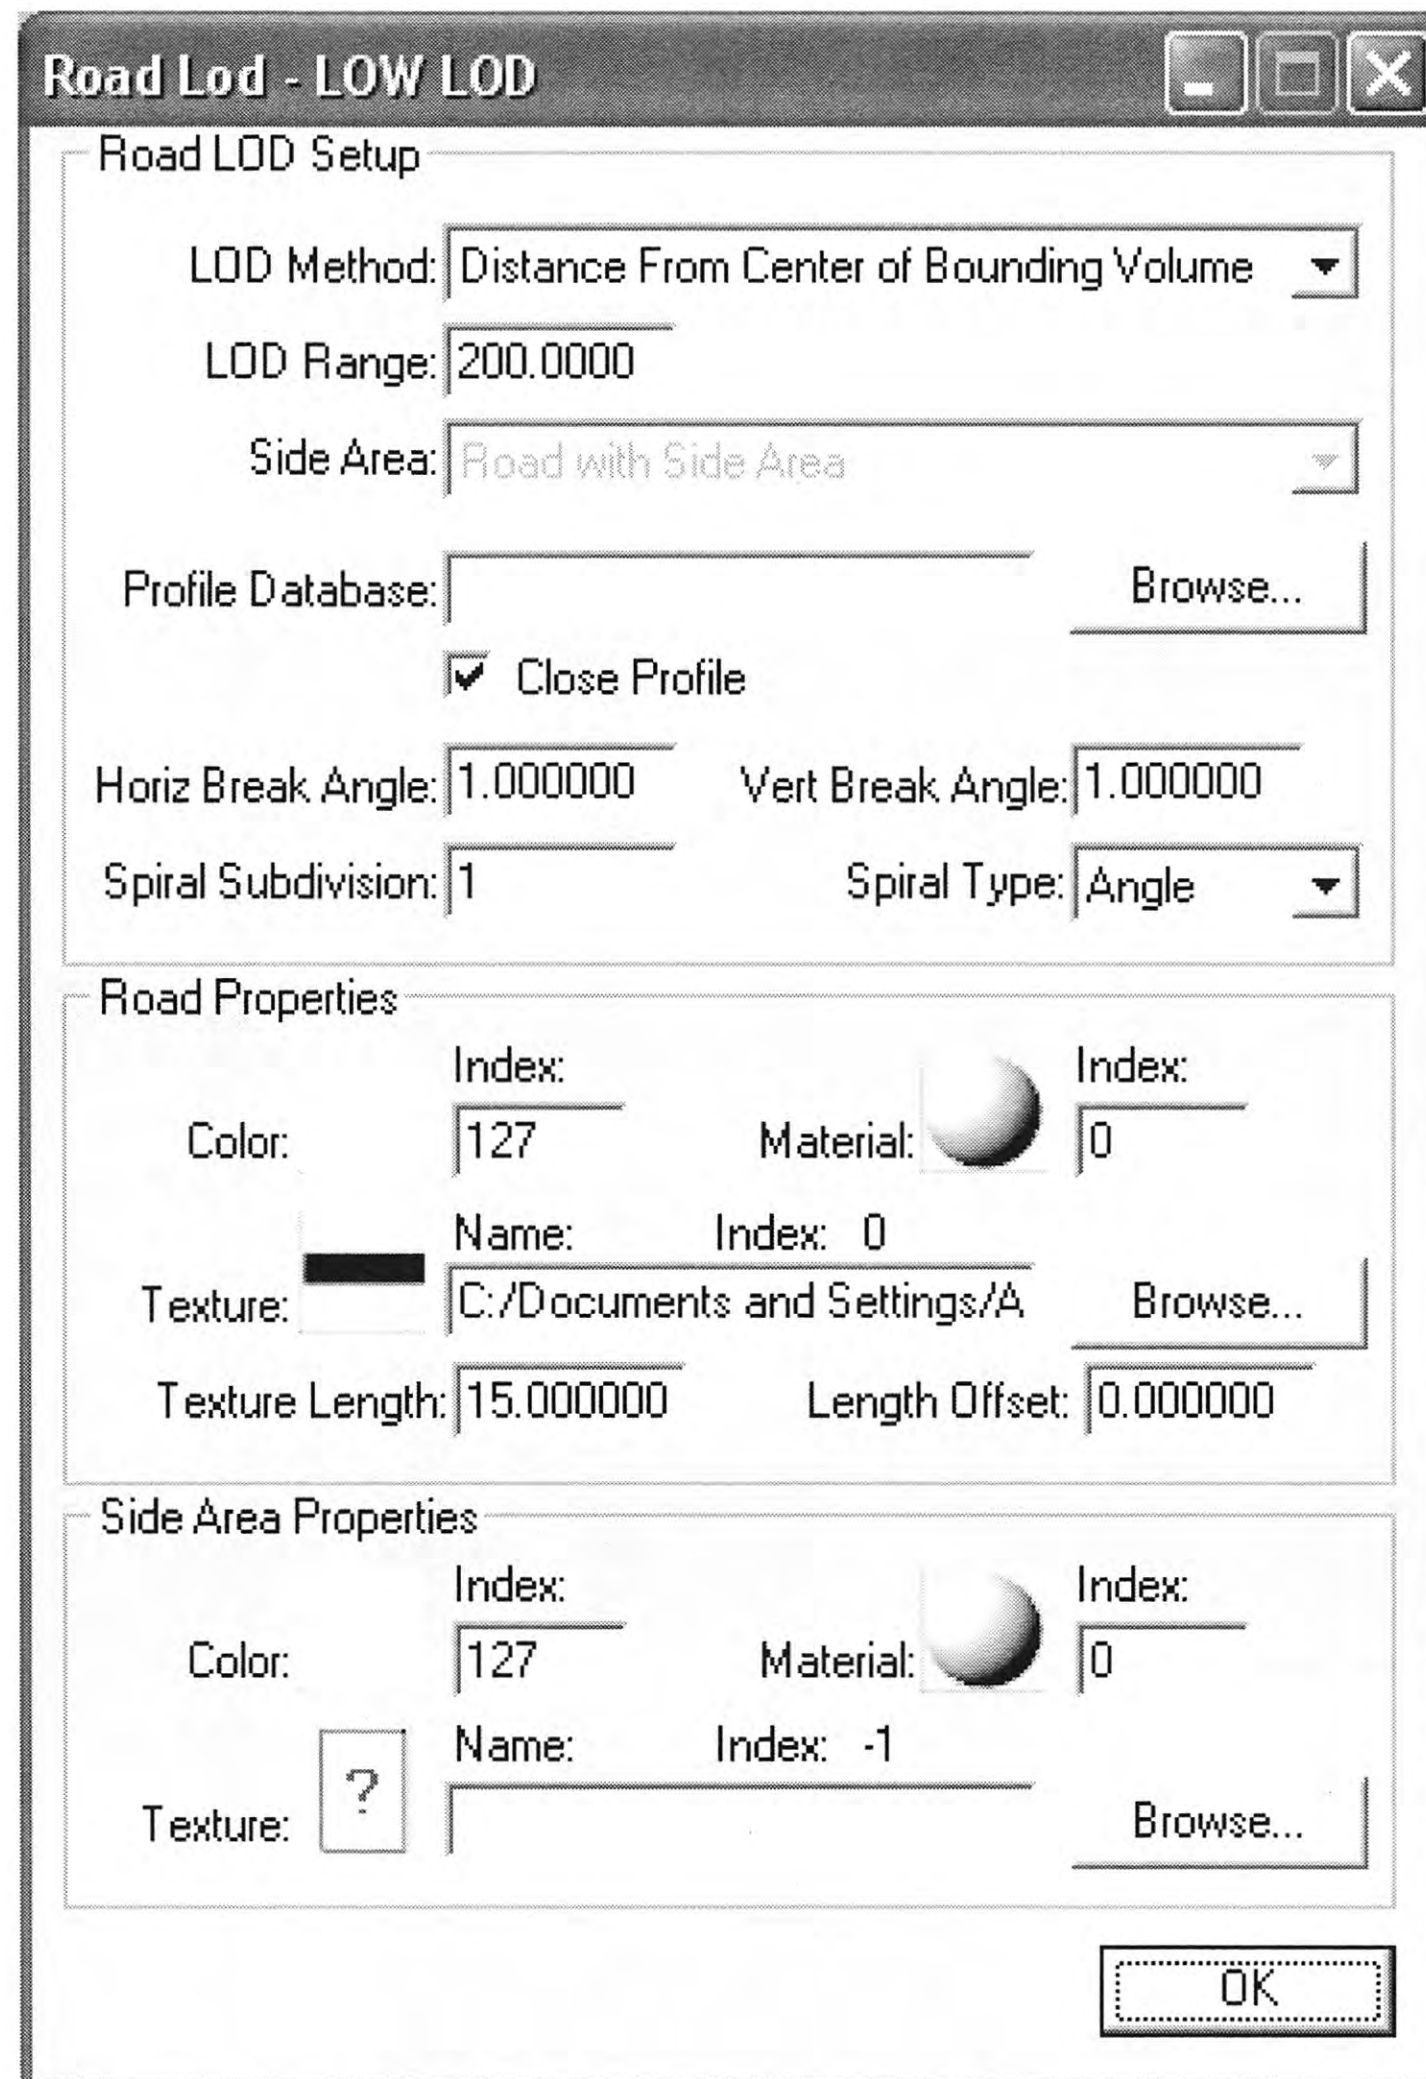 Road Lod - LOW LOD
Road LOD Setup
LOD Method: Distance From Center of Bounding Volume
LOD Range: 200.0000
Side Area: Road with Side Area
Profile Database: Browse...
Close Profile
Horiz Break Angle: 1.000000 Vert Break Angle: 1.000000
Spiral Subdivision: 1 Spiral Type: Angle
Road Properties
Index: Index:
Color: 127 Material: 0
Name: Index: 0
Texture: C:/Documents and Settings/A Browse...
Texture Length: 15.000000 Length Offset: 0.000000
Side Area Properties
Index: Index:
Color: 127 Material: 0
Name: Index: -1
? 
Texture: Browse...
OK